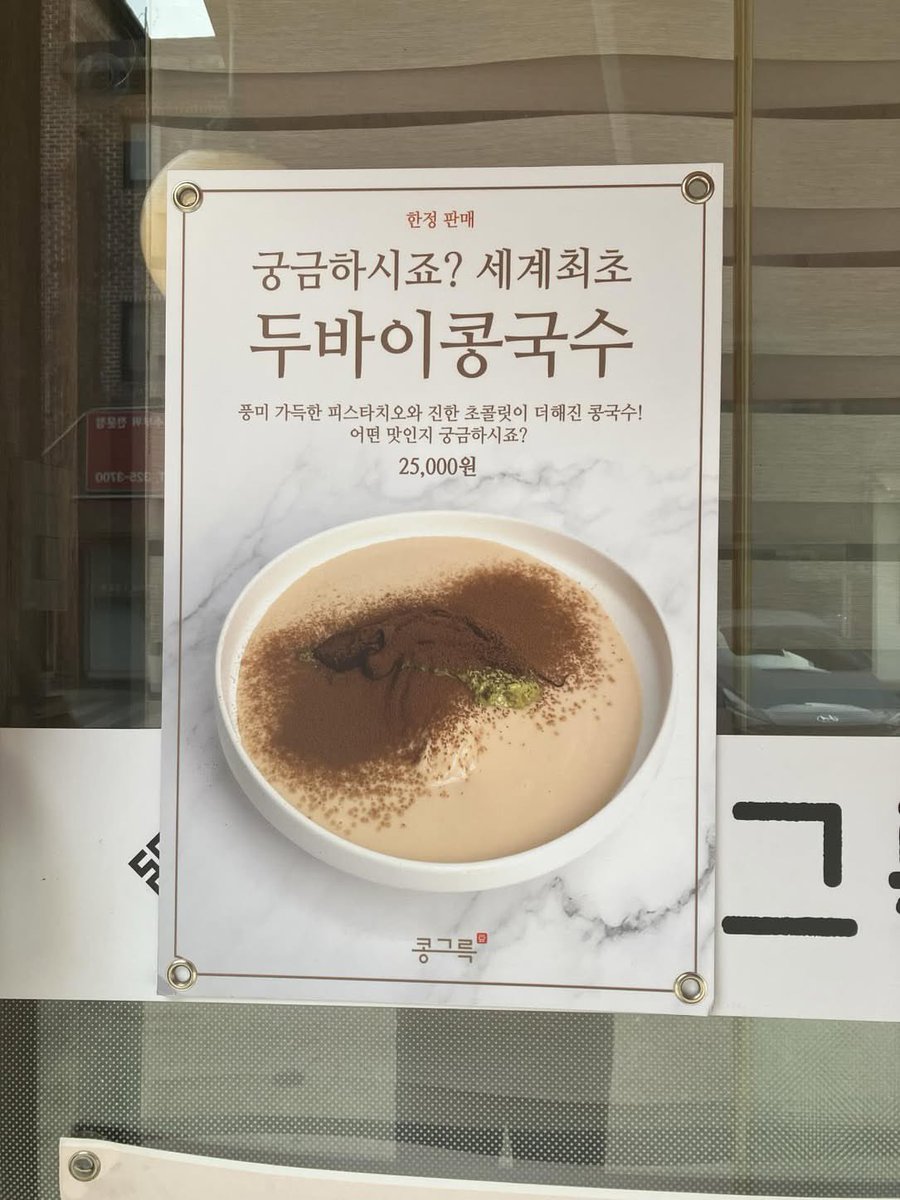 한정 판매
궁금하시죠? 세계최초
두바이콩국수
풍미 가득한 피스타치오와 진한 초콜릿이 더해진 콩국수!
어떤 맛인지 궁금하시죠?
25,000원
콩그륵
그
325-3700